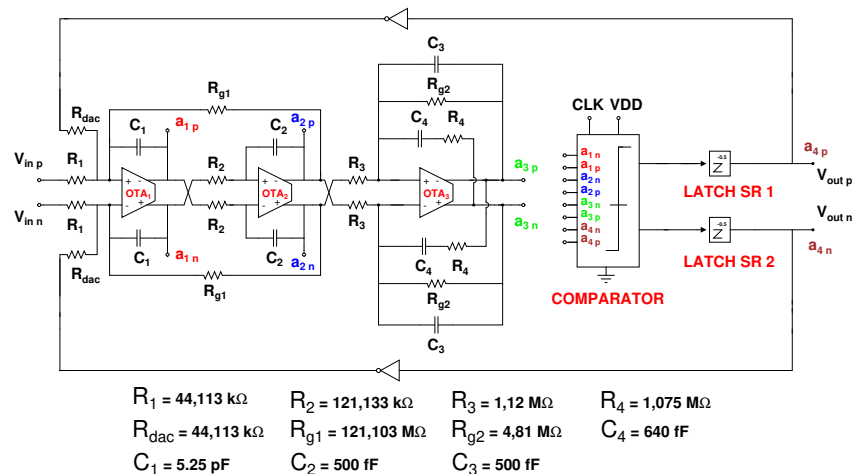 C3
Rg2
Rg1
C4 R4
Rdac
C1 a1 p
C2 a2 p
CLK VDD
Vin p
R1
R2
R3
a3 p
a4 p
+ -
OTA1
- +
+ -
OTA2
- +
+ -
OTA3
- +
a1 n
a1 p
a2 n
a2 p
a3 n
a3 p
a4 n
a4 p
Z-0.5
Vout p
LATCH SR 1
Vin n
R1
R2
R3
a3 n
Z-0.5
Vout n
a4 n
LATCH SR 2
C1
a1 n
C2
a2 n
C4
R4
Rdac
Rg1
Rg2
C3
COMPARATOR
R1 = 44,113 kΩ R2 = 121,133 kΩ R3 = 1,12 MΩ R4 = 1,075 MΩ
Rdac = 44,113 kΩ Rg1 = 121,103 MΩ Rg2 = 4,81 MΩ C4 = 640 fF
C1 = 5.25 pF C2 = 500 fF C3 = 500 fF